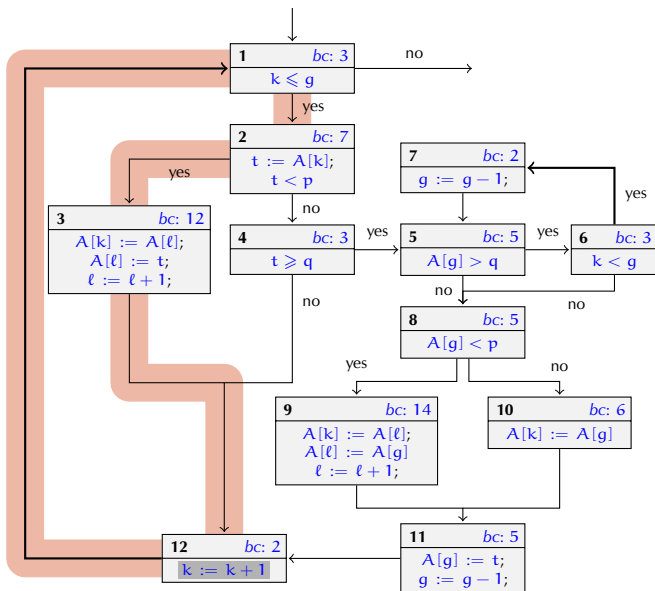 1 bc: 3
k ⩽ g
no
yes
2 bc: 7
t := A[k];
t < p
yes
no
7 bc: 2
g := g − 1;
yes
3 bc: 12
A[k] := A[ℓ];
A[ℓ] := t;
ℓ := ℓ + 1;
4 bc: 3
t ⩾ q
yes
no
5 bc: 5
A[g] > q
yes
no
6 bc: 3
k < g
no
8 bc: 5
A[g] < p
yes
no
9 bc: 14
A[k] := A[ℓ];
A[ℓ] := A[g]
ℓ := ℓ + 1;
10 bc: 6
A[k] := A[g]
12 bc: 2
k := k + 1
11 bc: 5
A[g] := t;
g := g − 1;